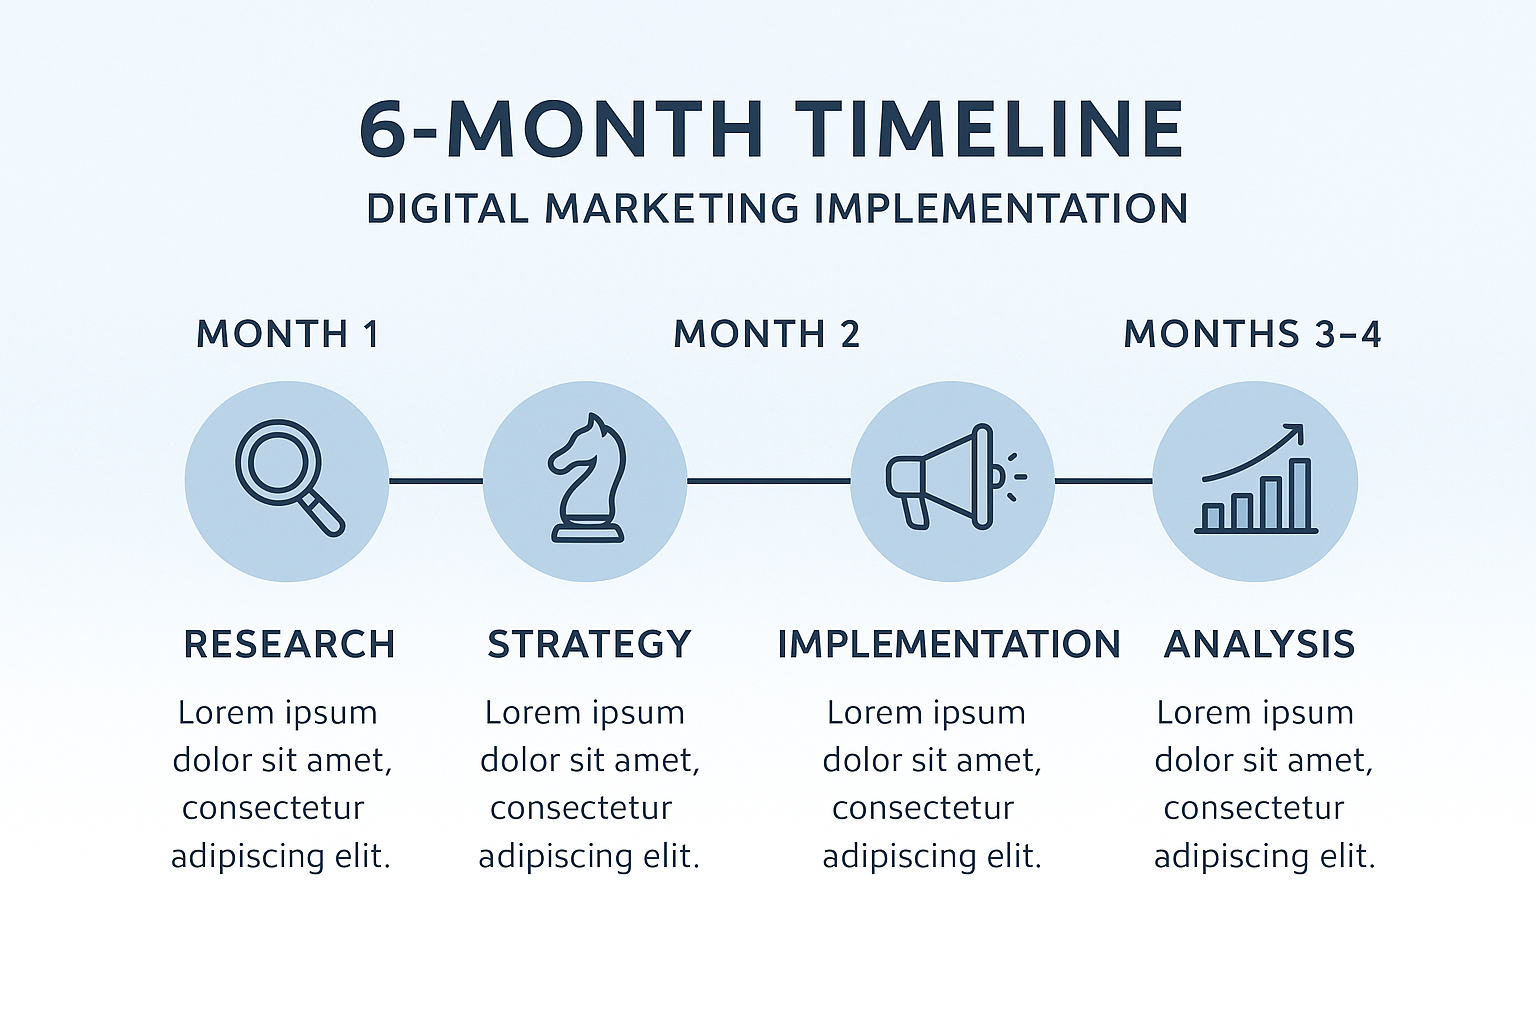 6-MONTH TIMELINE
DIGITAL MARKETING IMPLEMENTATION
MONTH 1
MONTH 2
MONTHS 3–4
RESEARCH
Lorem ipsum
dolor sit amet,
consectetur
adipiscing elit.
STRATEGY
Lorem ipsum
dolor sit amet,
consectetur
adipiscing elit.
IMPLEMENTATION
Lorem ipsum
dolor sit amet,
consectetur
adipiscing elit.
ANALYSIS
Lorem ipsum
dolor sit amet,
consectetur
adipiscing elit.